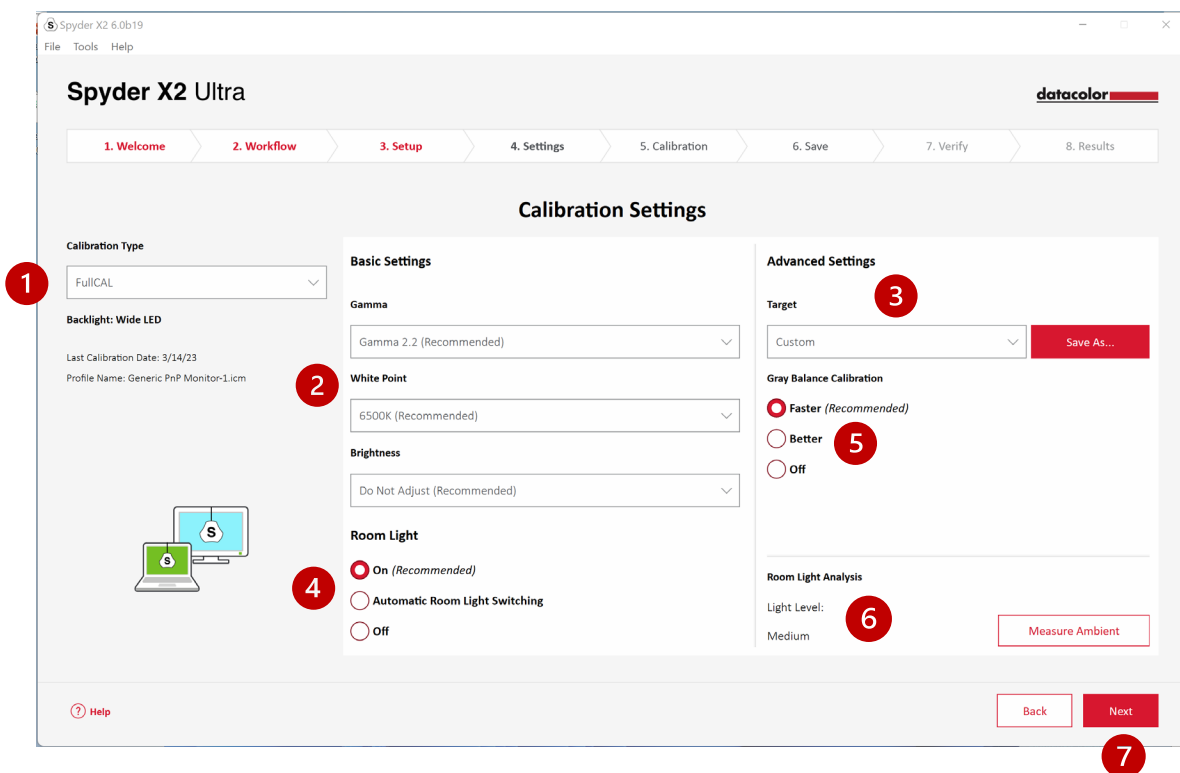 Spyder X2 6.0b19
File Tools Help
Spyder X2 Ultra
datacolor
1. Welcome
2. Workflow
3. Setup
4. Settings
5. Calibration
6. Save
7. Verify
8. Results
Calibration Settings
Calibration Type
1
FullCAL
Backlight: Wide LED
Last Calibration Date: 3/14/23
Profile Name: Generic PnP Monitor-1.icm
S
S
Basic Settings
Gamma
Gamma 2.2 (Recommended)
2
White Point
6500K (Recommended)
Brightness
Do Not Adjust (Recommended)
Room Light
4
On (Recommended)
Automatic Room Light Switching
Off
Advanced Settings
3
Target
Custom
Save As...
Gray Balance Calibration
Faster (Recommended)
Better
5
Off
Room Light Analysis
Light Level:
6
Medium
Measure Ambient
? Help
Back
Next
7